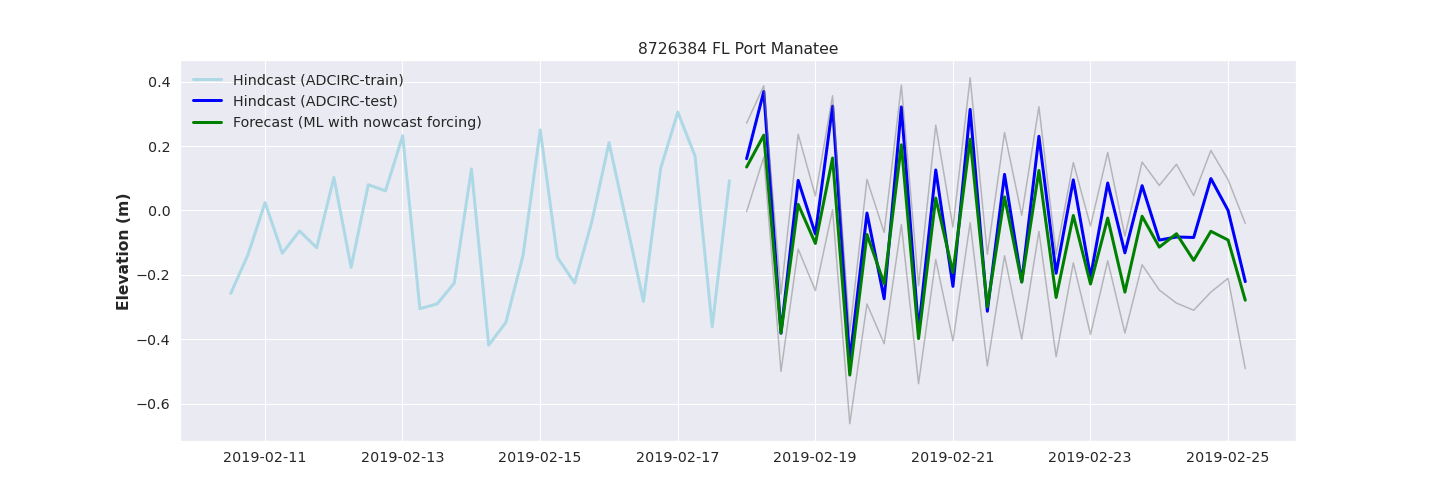 8726384 FL Port Manatee
Hindcast (ADCIRC-train)
Hindcast (ADCIRC-test)
Forecast (ML with nowcast forcing)
Elevation (m)
0.4
0.2
0.0
−0.2
−0.4
−0.6
2019-02-11 2019-02-13 2019-02-15 2019-02-17 2019-02-19 2019-02-21 2019-02-23 2019-02-25